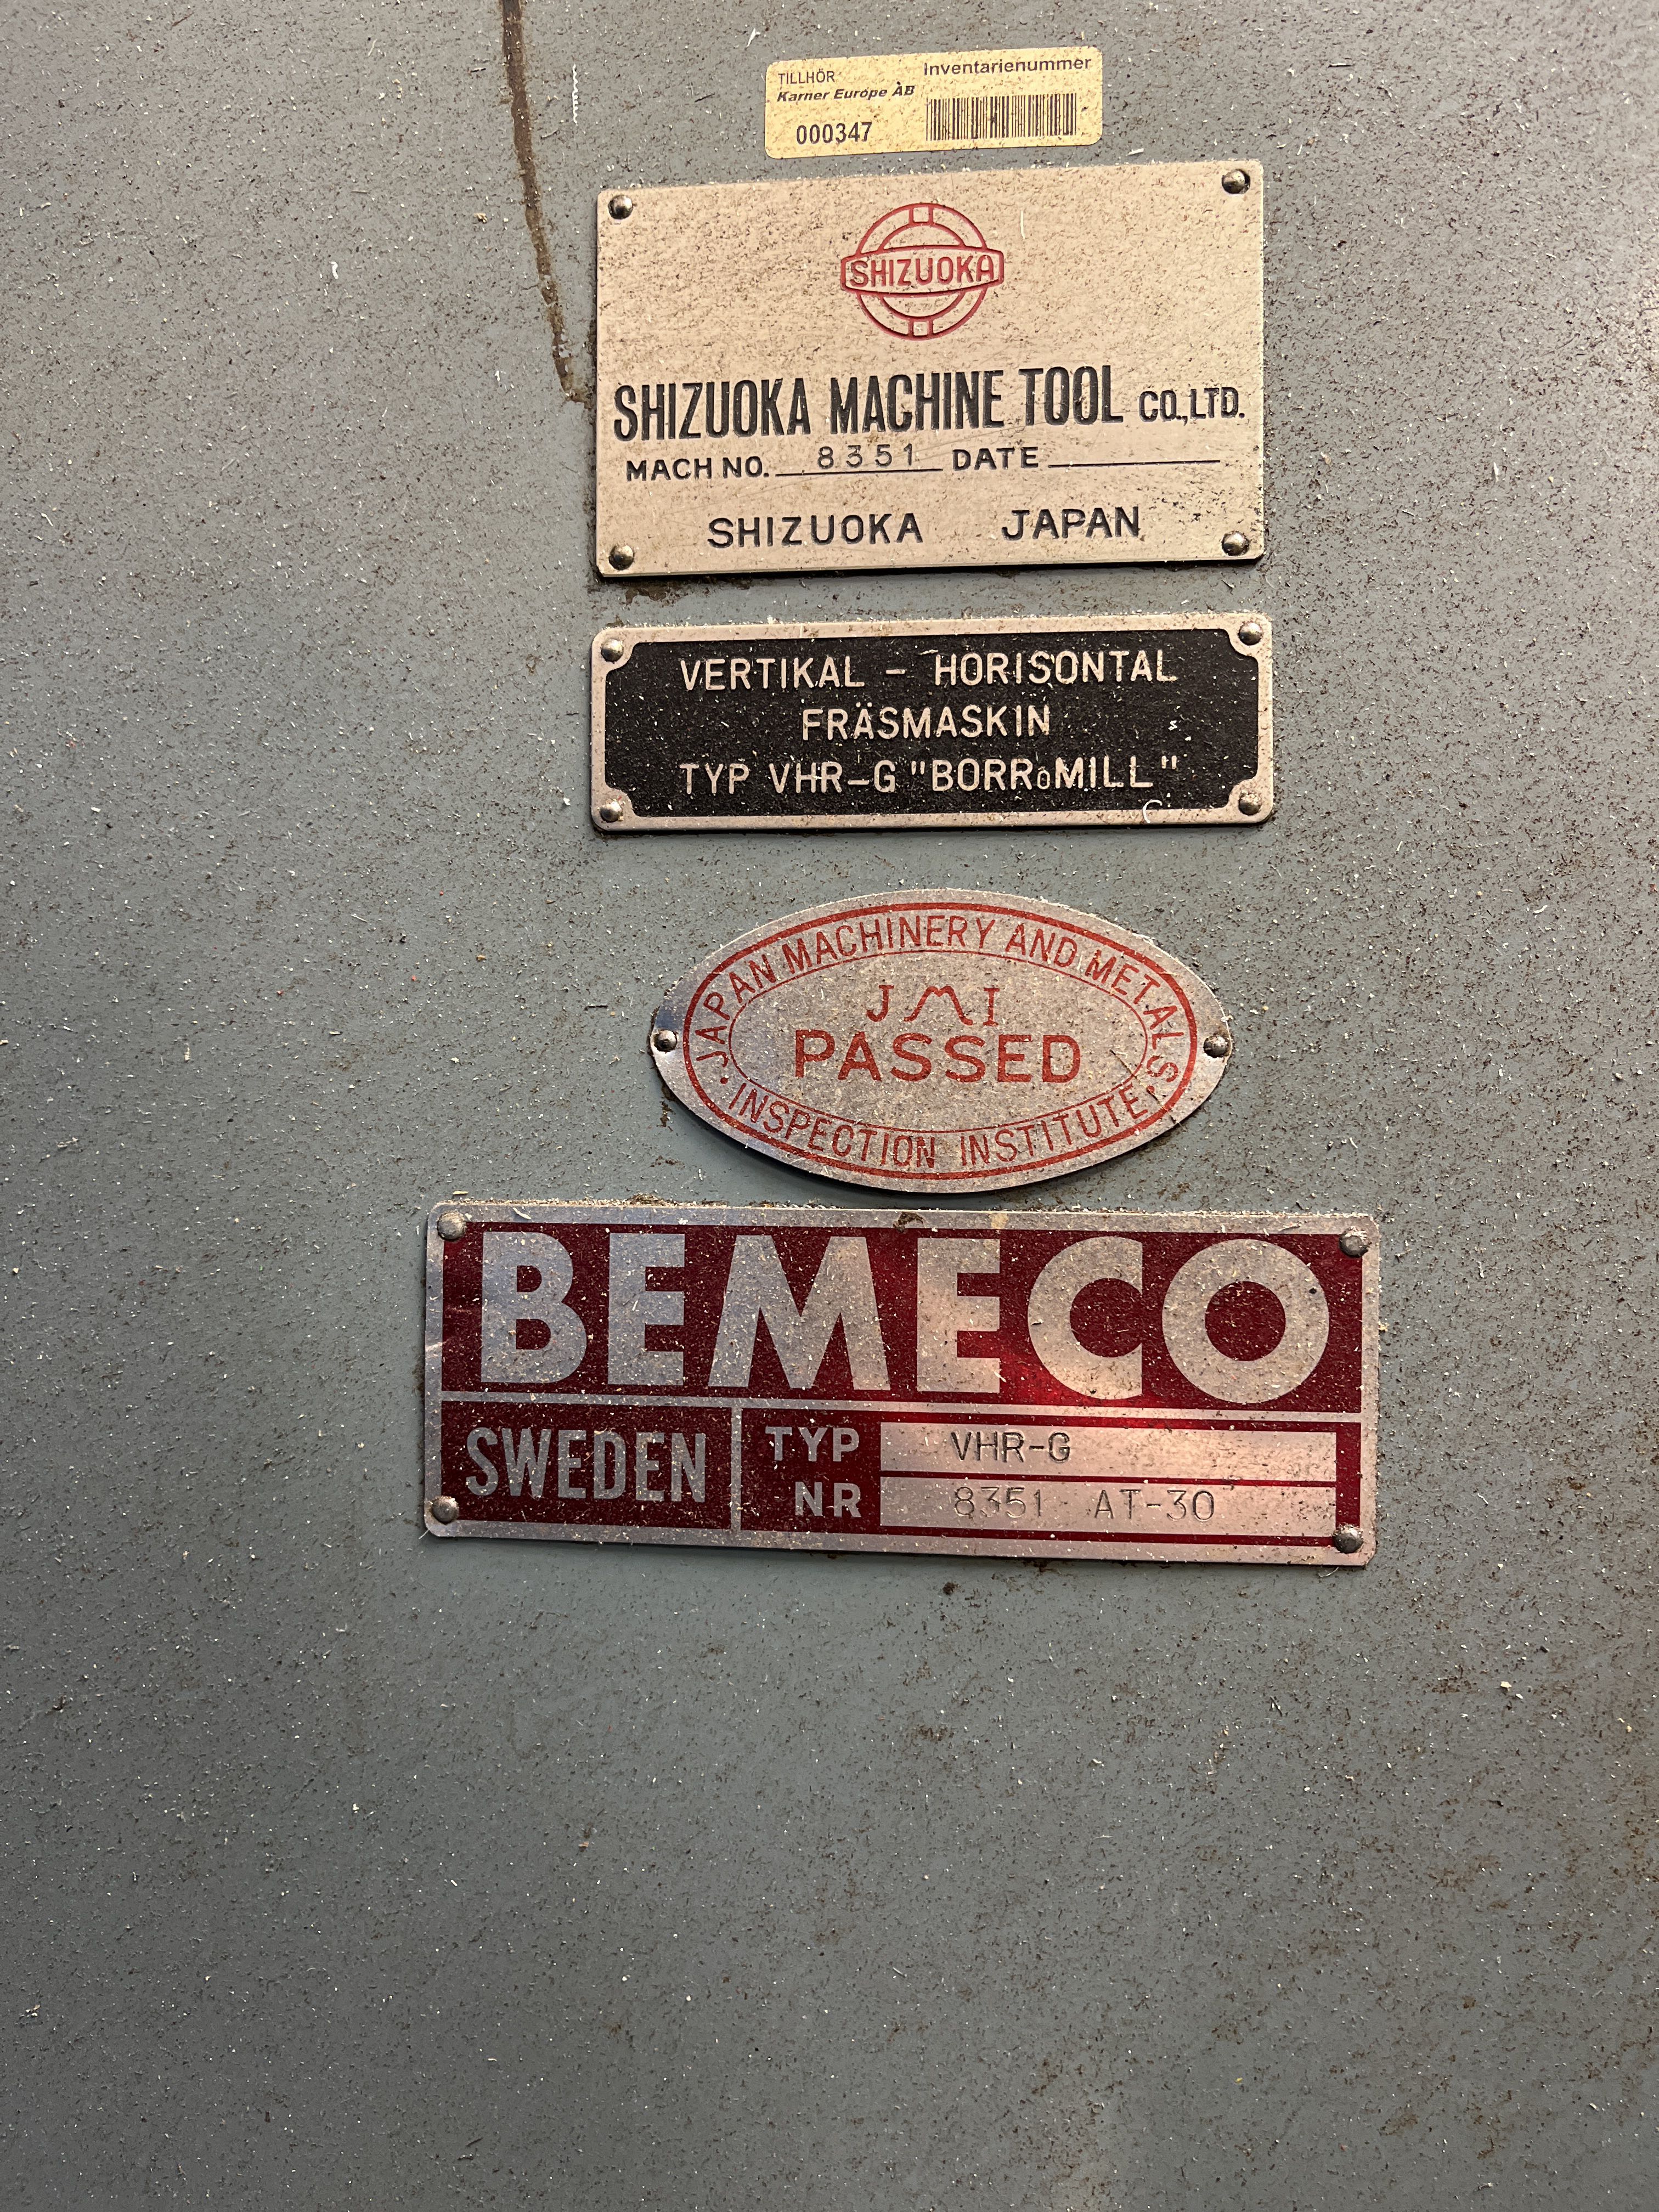 TILLHÖR Inventarienummer
Karner Europe AB
000347
SHIZUOKA
SHIZUOKA MACHINE TOOL CO.,LTD.
MACH NO. 8351 DATE
SHIZUOKA JAPAN
VERTIKAL - HORISONTAL
FRÄSMASKIN
TYP VHR-G "BORRoMILL"
JAPAN MACHINERY AND METALS
JMI
PASSED
INSPECTION INSTITUTE
BEMECO
SWEDEN
TYP VHR-G
NR 8351 AT-30